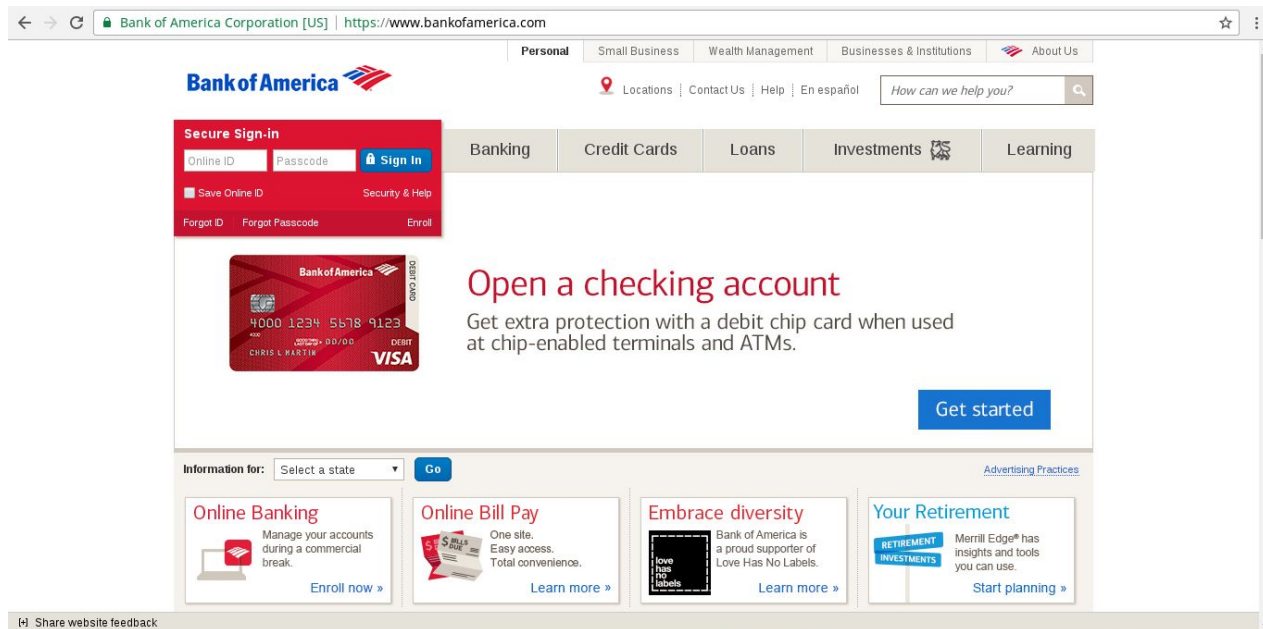 Bank of America Corporation [US] | https://www.bankofamerica.com
Personal Small Business Wealth Management Businesses & Institutions About Us
Bank of America
Locations Contact Us Help En español How can we help you?
Secure Sign-in
Online ID Passcode Sign In
Save Online ID Security & Help
Forgot ID Forgot Passcode Enroll
Banking Credit Cards Loans Investments Learning
Bank of America
DEBIT CARD
4000 1234 5678 9123
4000
00/00 DEBIT
CHRIS L MARTIN VISA
Open a checking account
Get extra protection with a debit chip card when used
at chip-enabled terminals and ATMs.
Get started
Information for: Select a state Go Advertising Practices
Online Banking
Manage your accounts
during a commercial
break.
Enroll now »
Online Bill Pay
$ BILLS
DUE
One site.
Easy access.
Total convenience.
Learn more »
Embrace diversity
love
has
no
labels
Bank of America is
a proud supporter of
Love Has No Labels.
Learn more »
Your Retirement
RETIREMENT
INVESTMENTS
Merrill Edge® has
insights and tools
you can use.
Start planning »
[+] Share website feedback